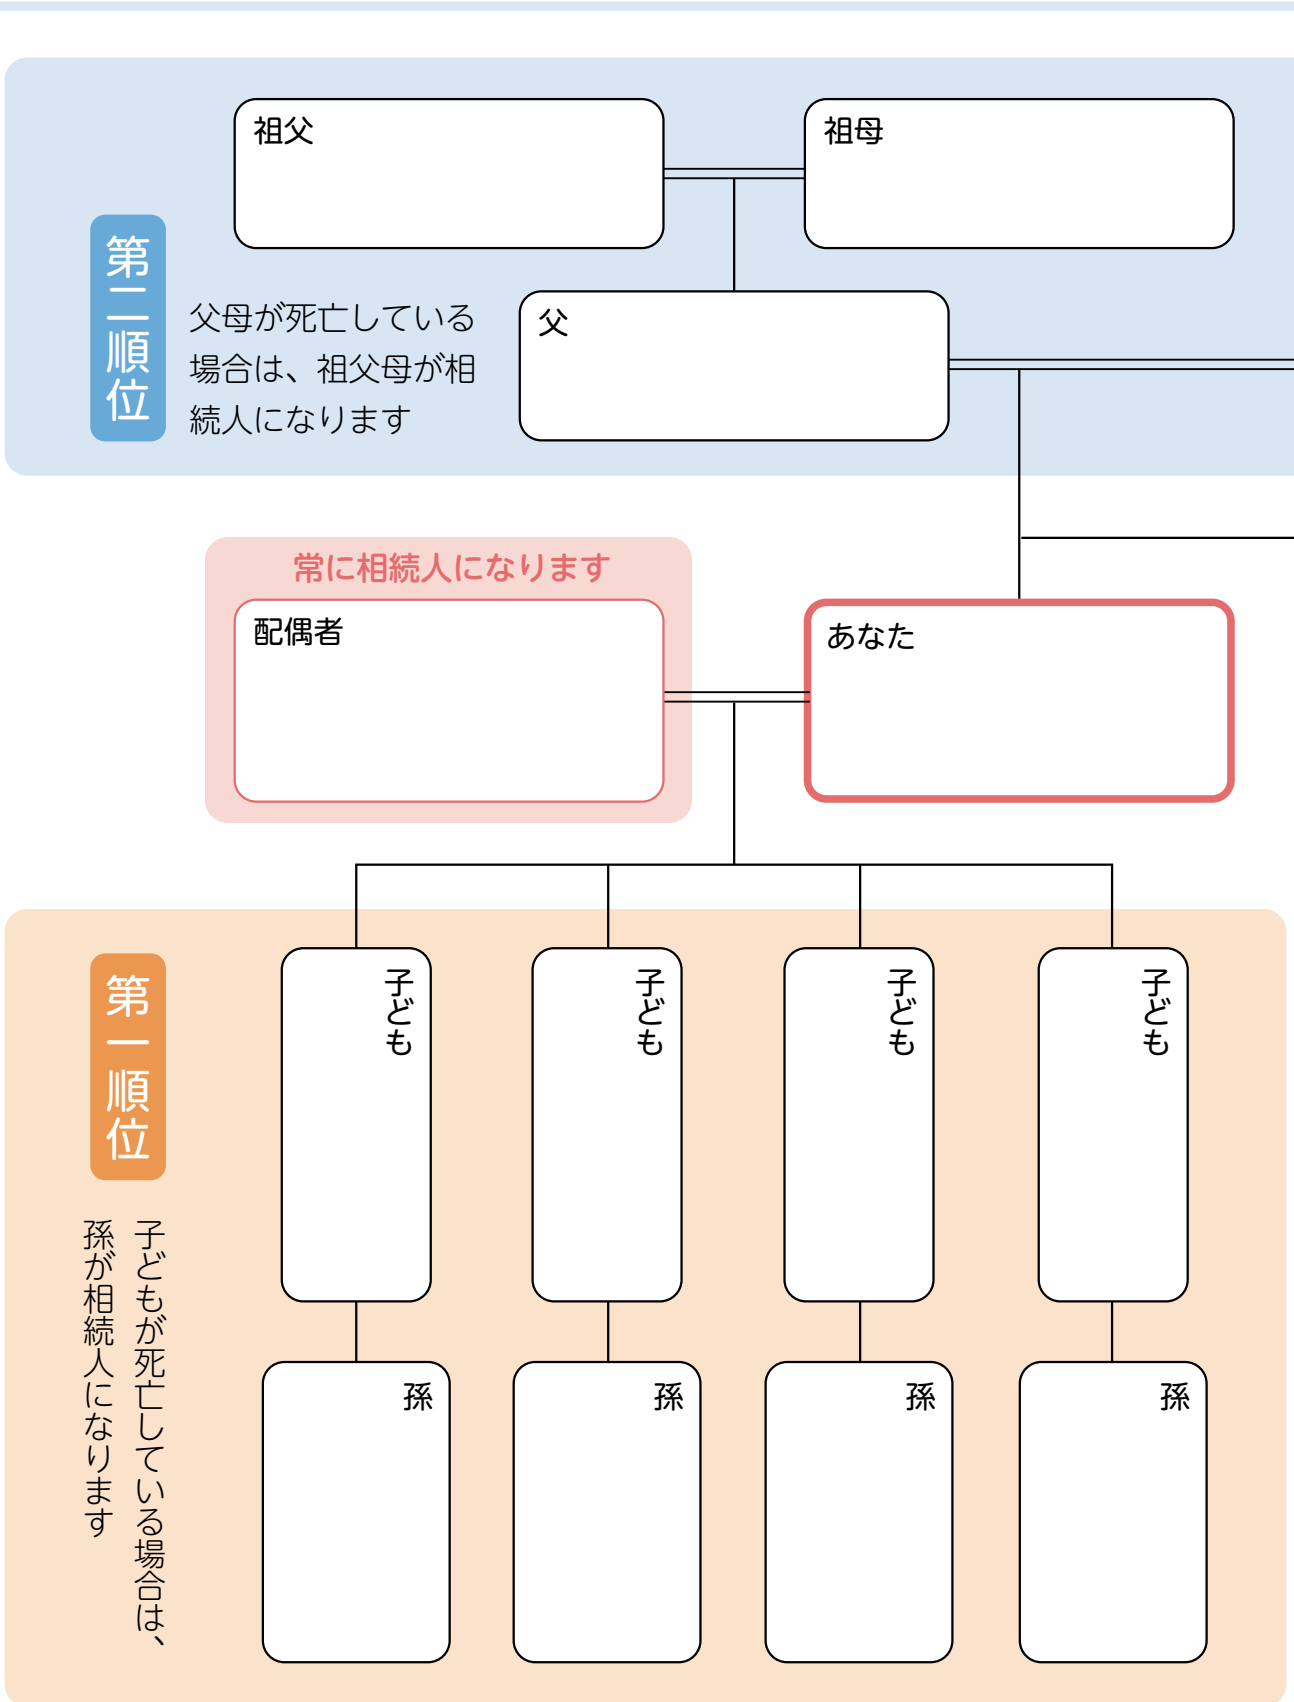 祖父
祖母
第二順位
父母が死亡している
場合は、祖父母が相
続人になります
父
常に相続人になります
配偶者
あなた
第一順位
子どもが死亡している場合は、
孫が相続人になります
子ども
子ども
子ども
子ども
孫
孫
孫
孫